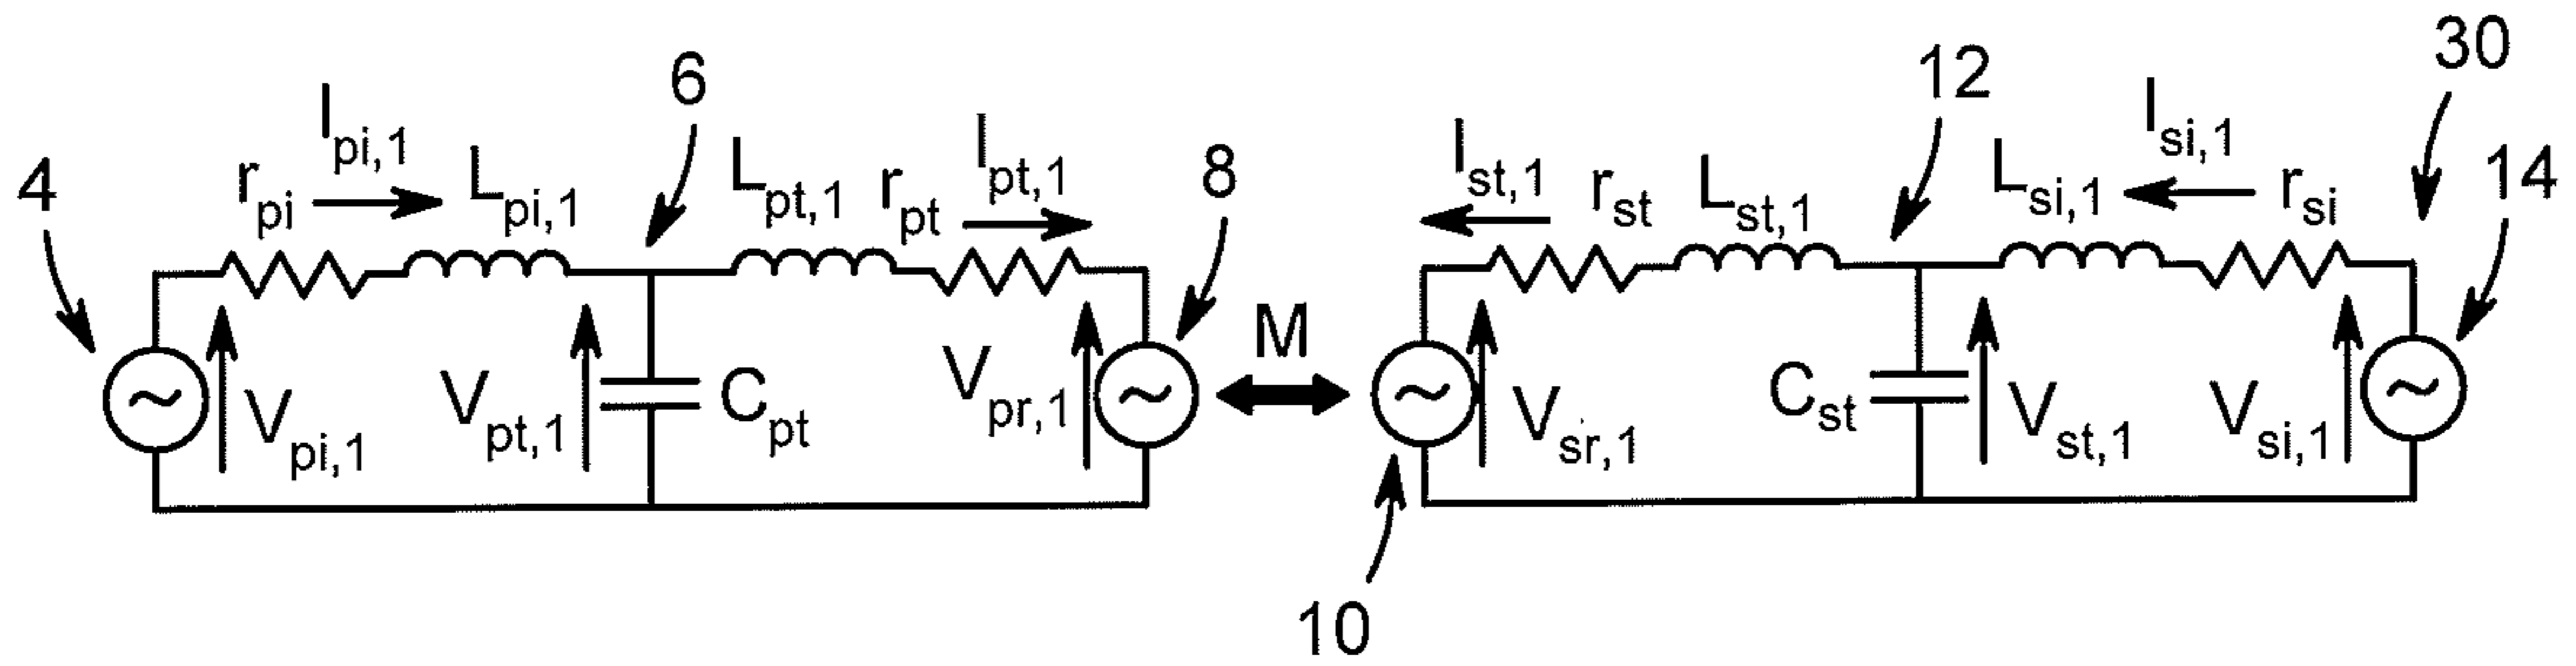 4
r_pi
I_pi,1
L_pi,1
6
L_pt,1
r_pt
I_pt,1
8
V_pi,1
V_pt,1
C_pt
V_pr,1
M
I_st,1
r_st
L_st,1
12
L_si,1
I_si,1
r_si
30
14
V_sr,1
C_st
V_st,1
V_si,1
10